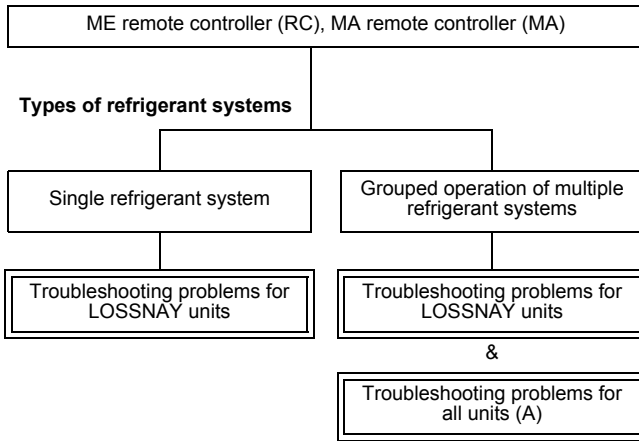 ME remote controller (RC), MA remote controller (MA)
Types of refrigerant systems
Single refrigerant system
Grouped operation of multiple
refrigerant systems
Troubleshooting problems for
LOSSNAY units
Troubleshooting problems for
LOSSNAY units
&
Troubleshooting problems for
all units (A)